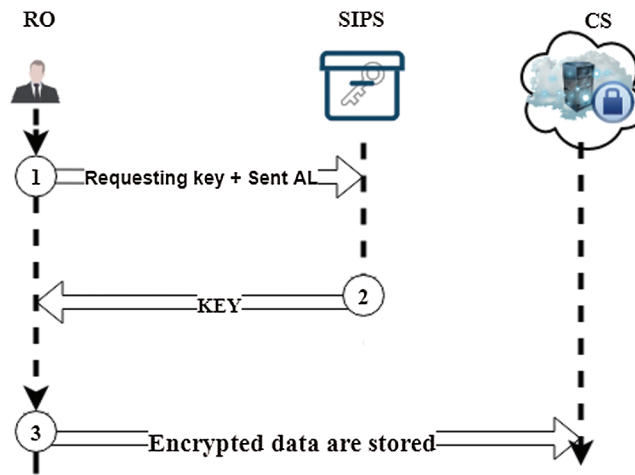 RO SIPS CS
1 Requesting key + Sent AL
2
KEY
3
Encrypted data are stored